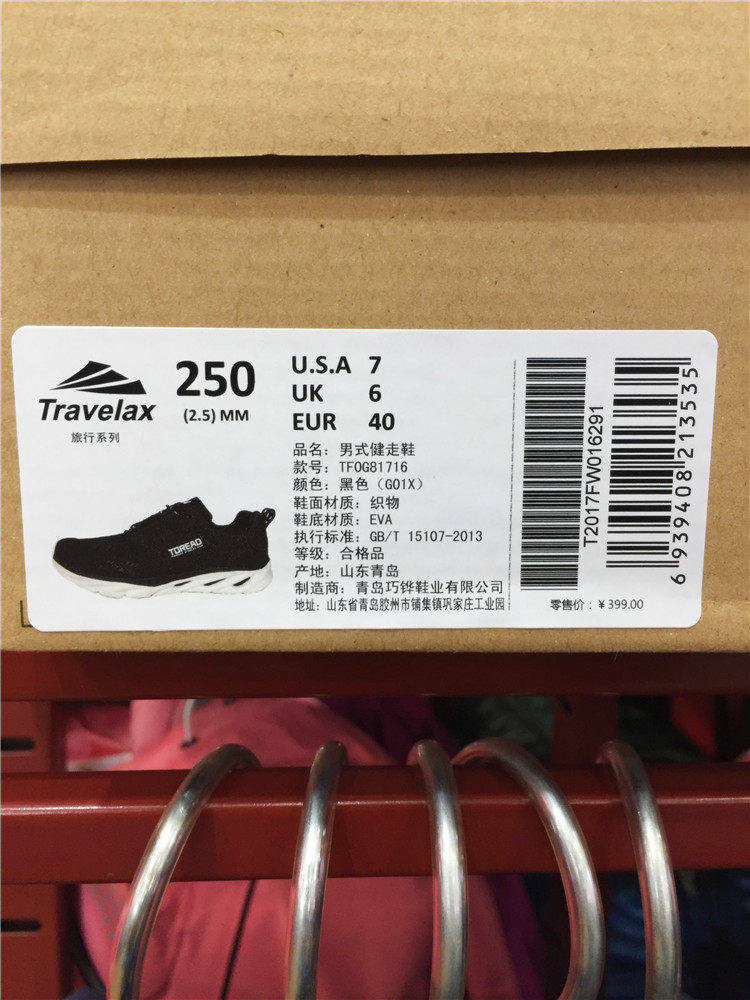 Travelax
旅行系列
250
(2.5) MM
U.S.A 7
UK 6
EUR 40
品名：男式健走鞋
款号：TFOG81716
颜色：黑色（G01X）
鞋面材质：织物
鞋底材质：EVA
执行标准：GB/T 15107-2013
等级：合格品
产地：山东青岛
制造商：青岛巧铧鞋业有限公司
地址：山东省青岛胶州市铺集镇巩家庄工业园
TOREAD
T2017FW016291
6939408213535
零售价：￥399.00